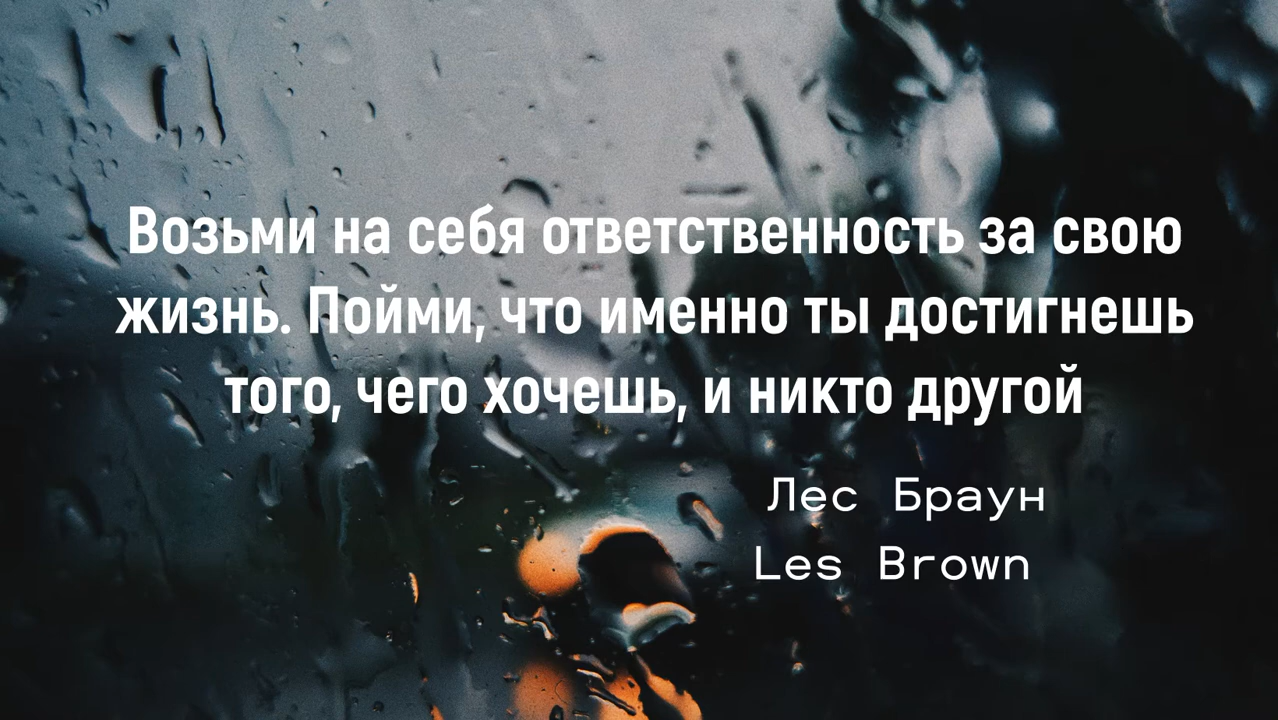 Возьми на себя ответственность за свою
жизнь. Пойми, что именно ты достигнешь
того, чего хочешь, и никто другой
Лес Браун
Les Brown